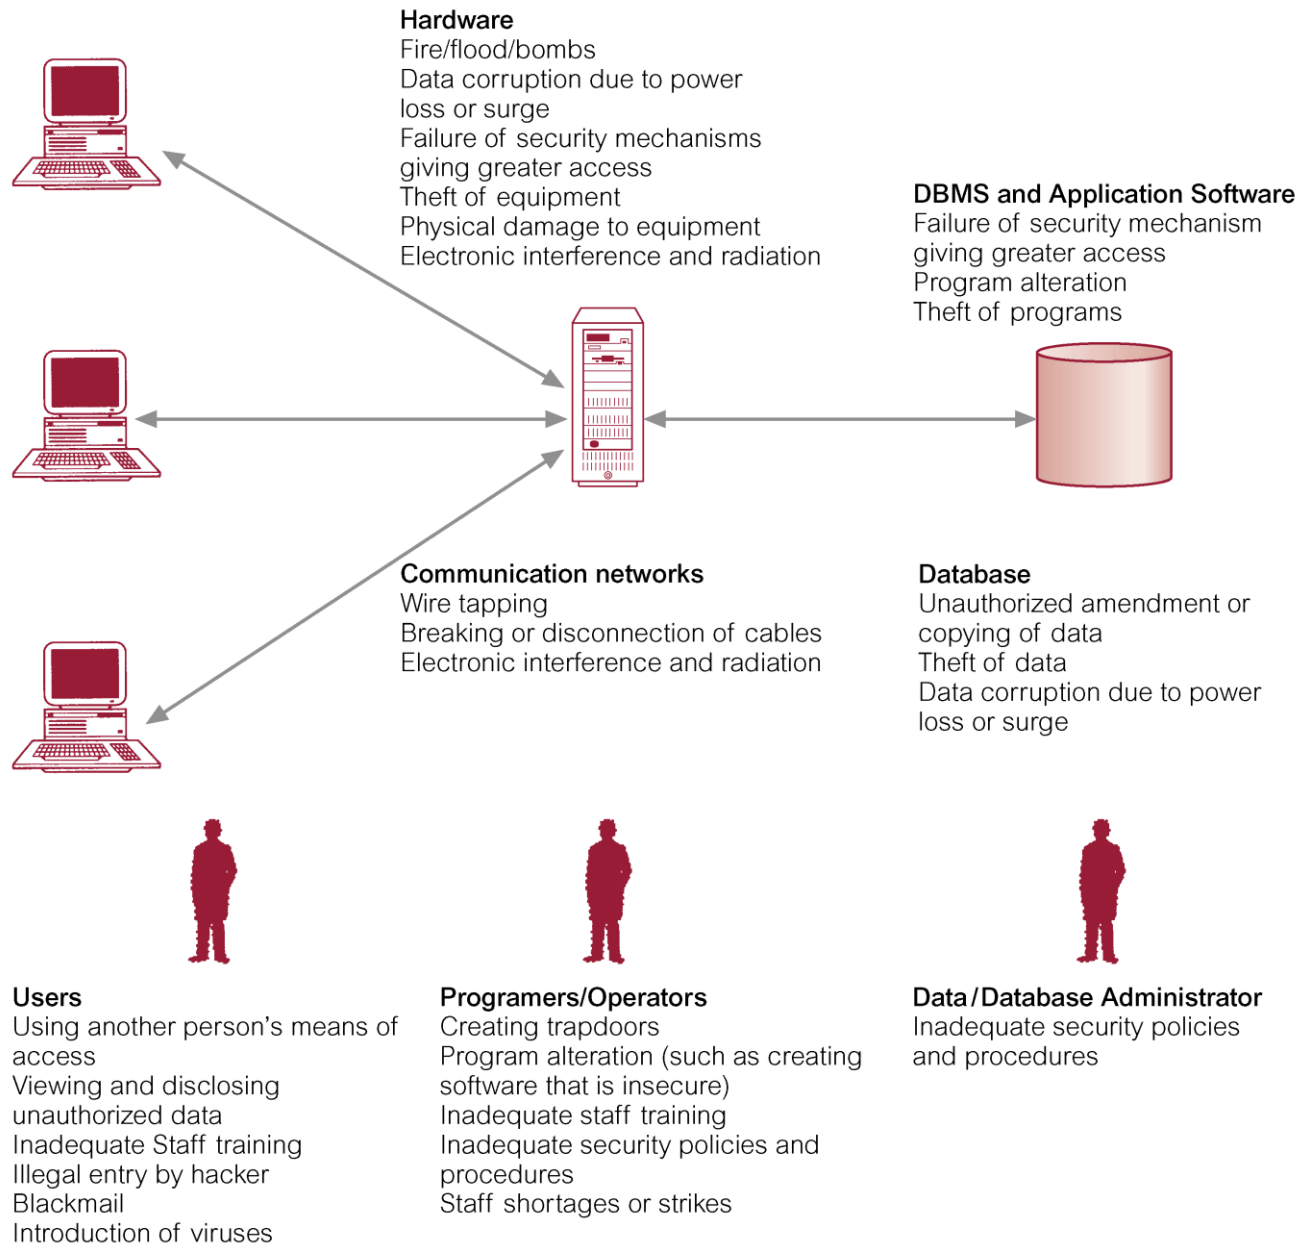 Hardware
Fire/flood/bombs
Data corruption due to power
loss or surge
Failure of security mechanisms
giving greater access
Theft of equipment
Physical damage to equipment
Electronic interference and radiation
DBMS and Application Software
Failure of security mechanism
giving greater access
Program alteration
Theft of programs
Communication networks
Wire tapping
Breaking or disconnection of cables
Electronic interference and radiation
Database
Unauthorized amendment or
copying of data
Theft of data
Data corruption due to power
loss or surge
Users
Using another person's means of
access
Viewing and disclosing
unauthorized data
Inadequate Staff training
Illegal entry by hacker
Blackmail
Introduction of viruses
Programers/Operators
Creating trapdoors
Program alteration (such as creating
software that is insecure)
Inadequate staff training
Inadequate security policies and
procedures
Staff shortages or strikes
Data/Database Administrator
Inadequate security policies
and procedures